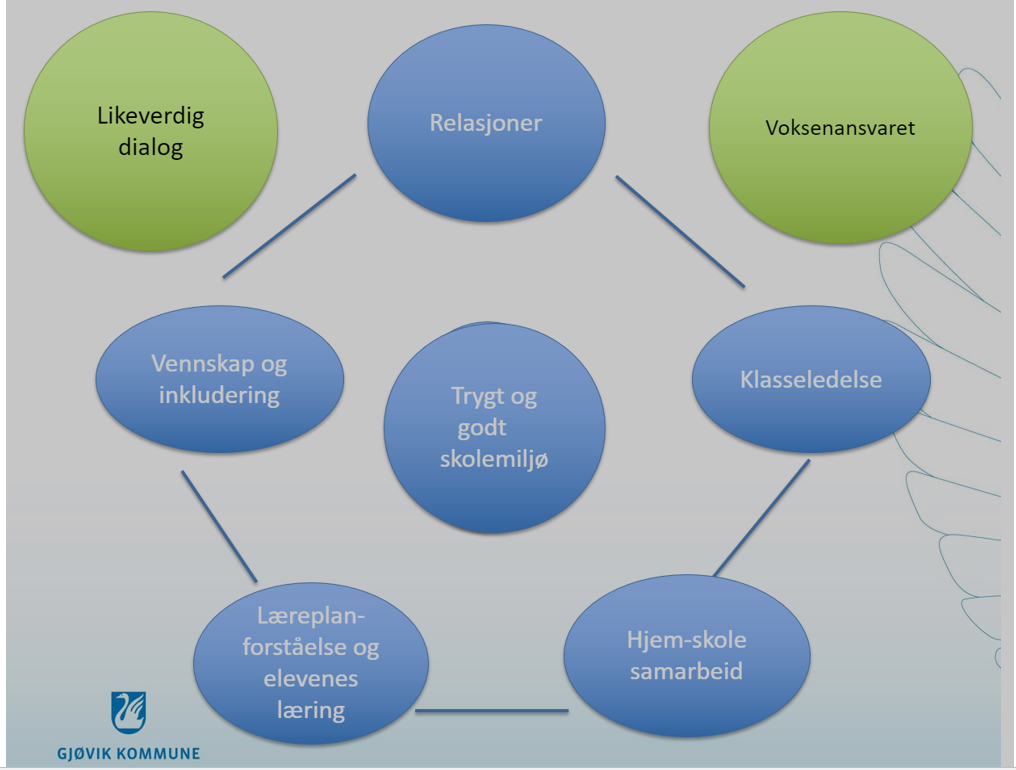 Likeverdig
dialog
Relasjoner
Voksenansvaret
Vennskap og
inkludering
Trygt og
godt
skolemiljø
Klasseledelse
Læreplan-
forståelse og
elevenes
læring
Hjem-skole
samarbeid
GJØVIK KOMMUNE